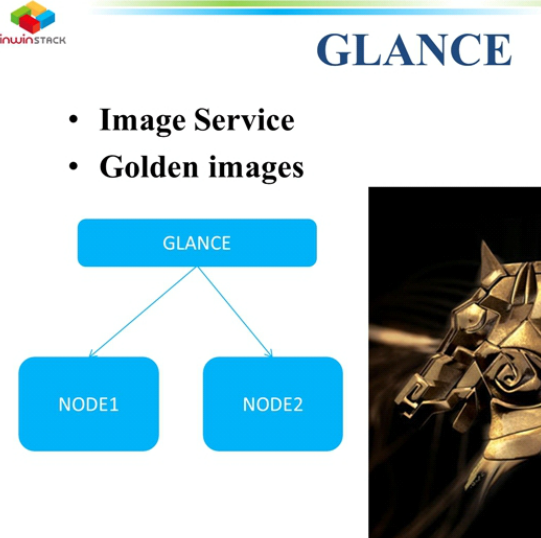 inwinSTACK
GLANCE
• Image Service
• Golden images
GLANCE
NODE1
NODE2